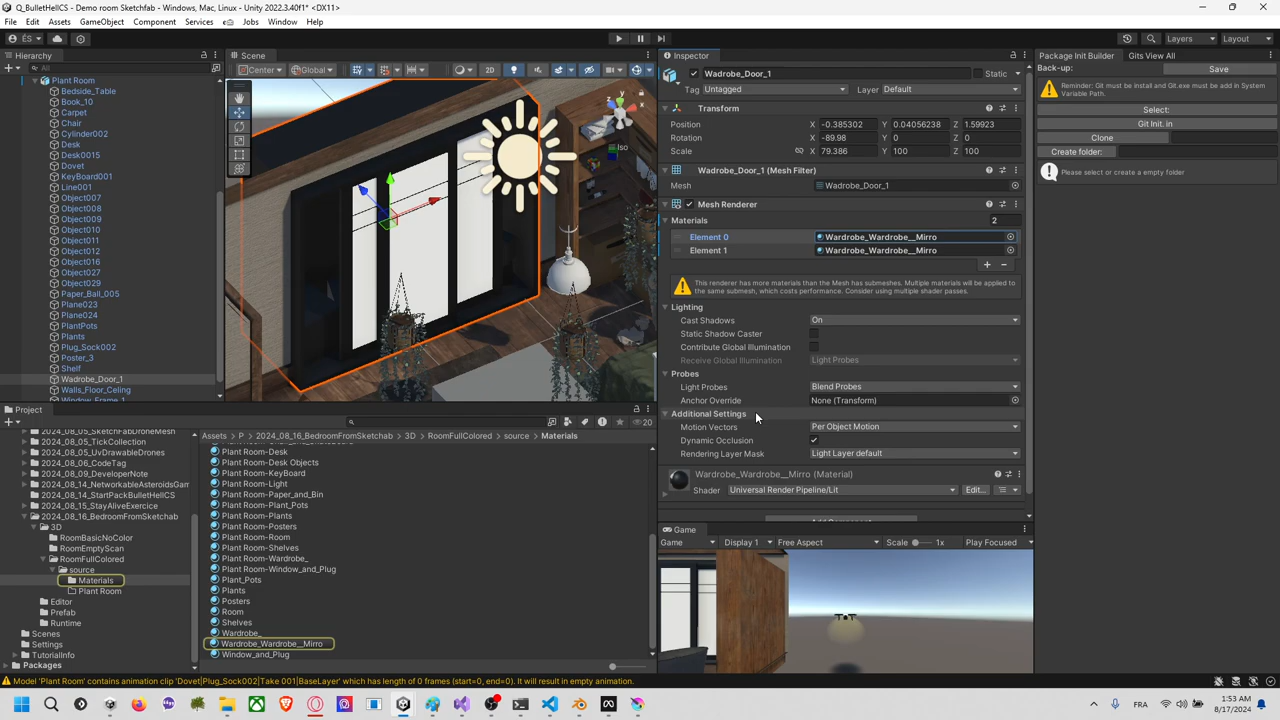 Q_BulletHellCS - Demo room Sketchfab - Windows, Mac, Linux - Unity 2022.3.40f1* <DX11>
File Edit Assets GameObject Component Services Jobs Window Help
ÉS
Layers Layout
Hierarchy
All
Plant Room
Bedside_Table
Book_10
Carpet
Chair
Cylinder002
Desk
Desk0015
Dovet
KeyBoard001
Line001
Object007
Object008
Object009
Object010
Object011
Object012
Object016
Object027
Object029
Paper_Ball_005
Plane023
Plane024
PlantPots
Plants
Plug_Sock002
Poster_3
Shelf
Wadrobe_Door_1
Walls_Floor_Celing
Window_Frame_1
Scene
Center Global 2D
y
Iso
Inspector
Wadrobe_Door_1 Static
Tag Untagged Layer Default
Transform
Position X -0.385302 Y 0.04056238 Z 1.59923
Rotation X -89.98 Y 0 Z 0
Scale X 79.386 Y 100 Z 100
Wadrobe_Door_1 (Mesh Filter)
Mesh Wadrobe_Door_1
Mesh Renderer
Materials 2
Element 0 Wardrobe_Wardrobe__Mirro
Element 1 Wardrobe_Wardrobe__Mirro
This renderer has more materials than the Mesh has submeshes. Multiple materials will be applied to
the same submesh, which costs performance. Consider using multiple shader passes.
Lighting
Cast Shadows On
Static Shadow Caster
Contribute Global Illumination
Receive Global Illumination Light Probes
Probes
Light Probes Blend Probes
Anchor Override None (Transform)
Additional Settings
Motion Vectors Per Object Motion
Dynamic Occlusion
Rendering Layer Mask Light Layer default
Wardrobe_Wardrobe__Mirro (Material)
Shader Universal Render Pipeline/Lit Edit...
Game
Game Display 1 Free Aspect Scale 1x Play Focused
Package Init Builder Gits View All
Back-up: Save
Reminder: Git must be install and Git.exe must be add in System
Variable Path.
Select:
Git Init. in
Clone
Create folder:
Please select or create a empty folder
Project
20
2024_08_05_SketchFabDroneMesh
2024_08_05_TickCollection
2024_08_05_UvDrawableDrones
2024_08_06_CodeTag
2024_08_09_DeveloperNote
2024_08_14_NetworkableAsteroidsGam
2024_08_14_StartPackBulletHellCS
2024_08_15_StayAliveExercice
2024_08_16_BedroomFromSketchab
3D
RoomBasicNoColor
RoomEmptyScan
RoomFullColored
source
Materials
Plant Room
Editor
Prefab
Runtime
Scenes
Settings
TutorialInfo
Packages
Assets > P > 2024_08_16_BedroomFromSketchab > 3D > RoomFullColored > source > Materials
Plant Room-Desk
Plant Room-Desk Objects
Plant Room-KeyBoard
Plant Room-Light
Plant Room-Paper_and_Bin
Plant Room-Plant_Pots
Plant Room-Plants
Plant Room-Posters
Plant Room-Room
Plant Room-Shelves
Plant Room-Wardrobe_
Plant Room-Window_and_Plug
Plant_Pots
Plants
Posters
Room
Shelves
Wardrobe_
Wardrobe_Wardrobe__Mirro
Window_and_Plug
Model 'Plant Room' contains animation clip 'Dovet|Plug_Sock002|Take 001|BaseLayer' which has length of 0 frames (start=0, end=0). It will result in empty animation.
FR
1:53 AM
8/17/2024